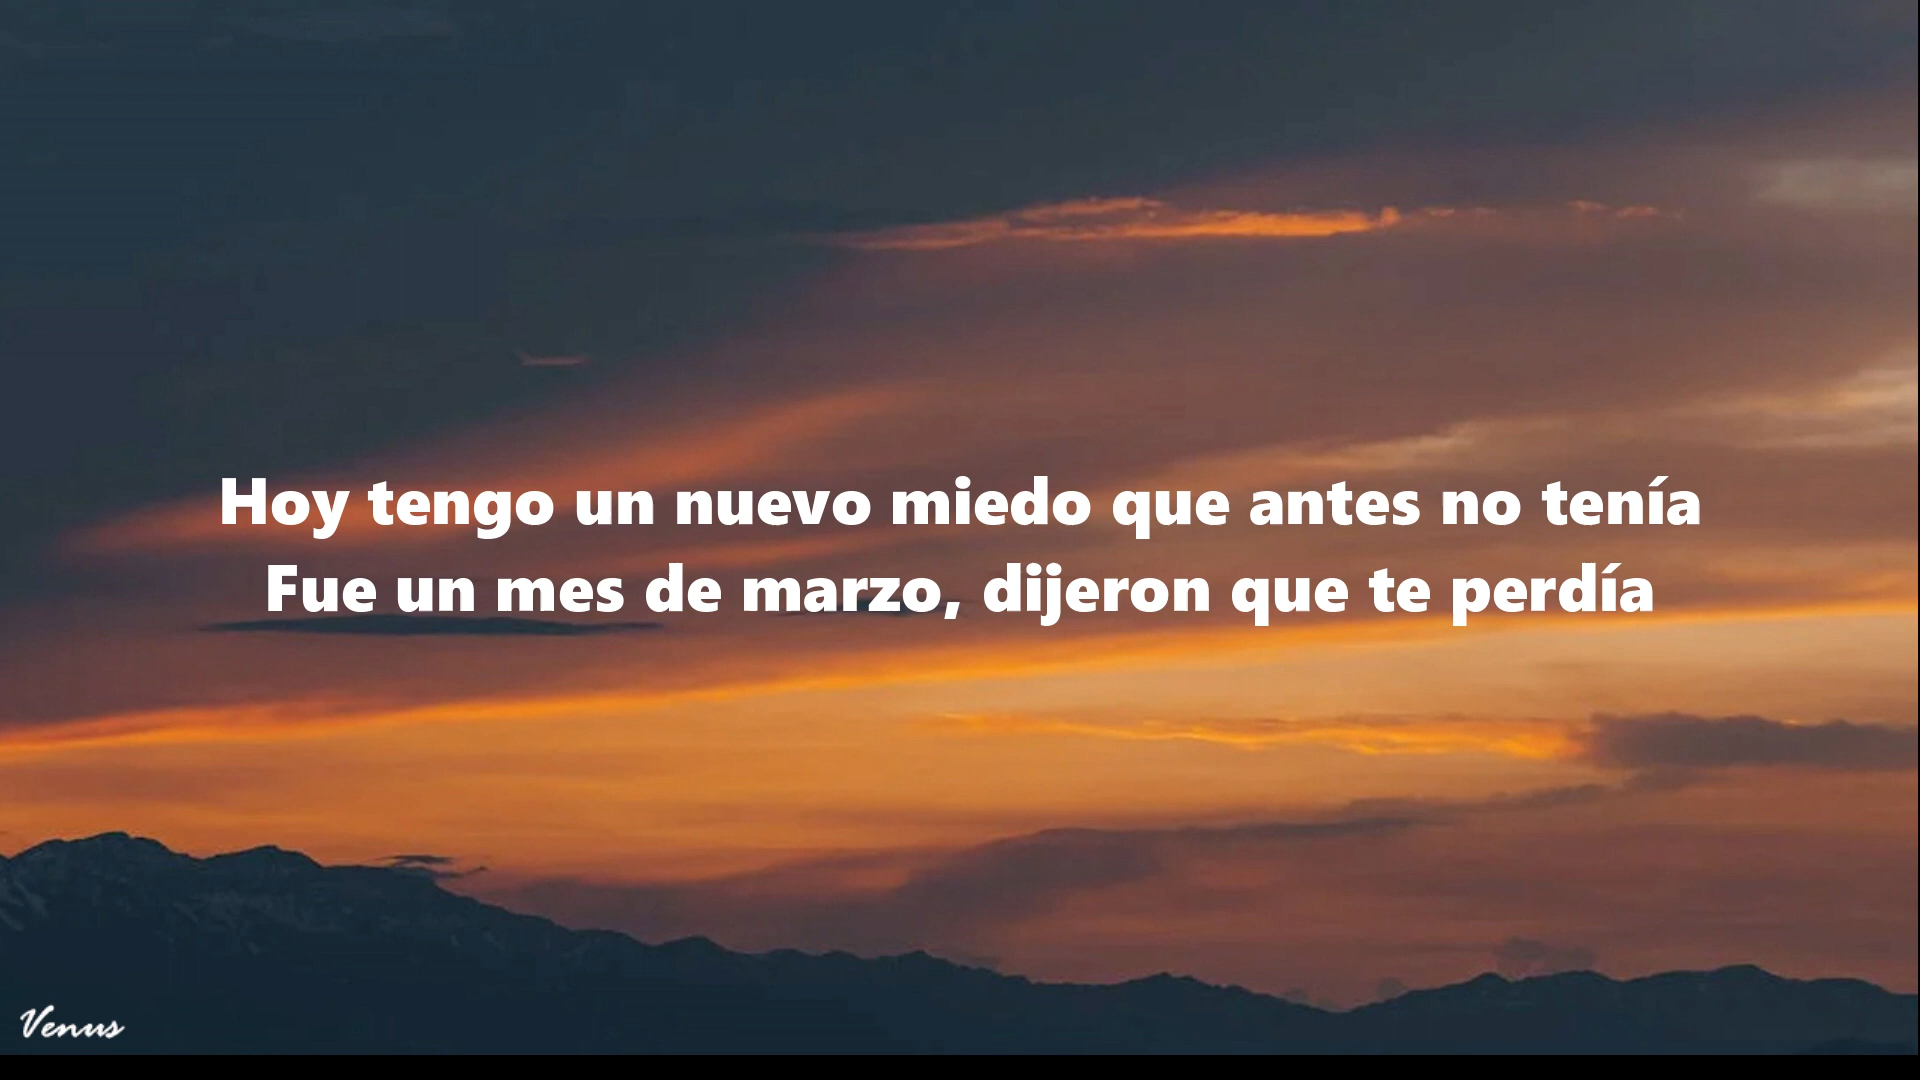 Hoy tengo un nuevo miedo que antes no tenía
Fue un mes de marzo, dijeron que te perdía
Venus